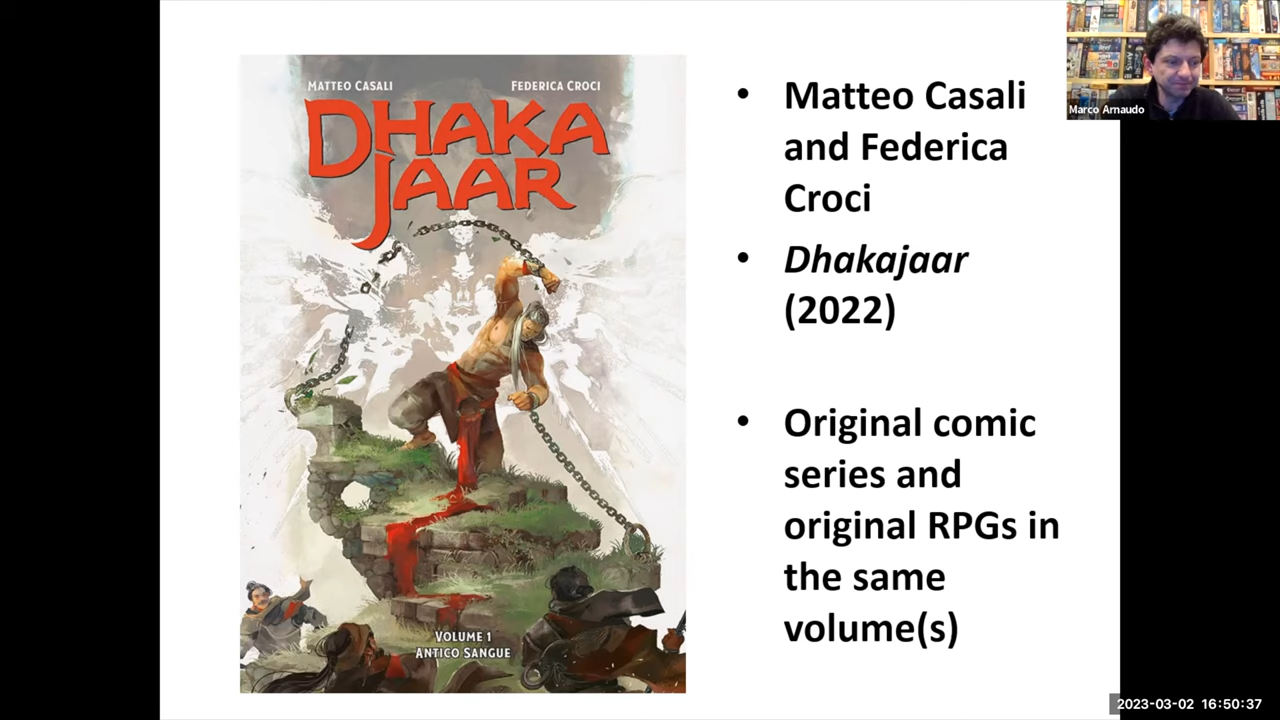 MATTEO CASALI
FEDERICA CROCI
DHAKA
JAAR
VOLUME 1
ANTICO SANGUE
• Matteo Casali
and Federica
Croci
• Dhakajaar
(2022)
• Original comic
series and
original RPGs in
the same
volume(s)
Marco Arnaudo
2023-03-02 16:50:37